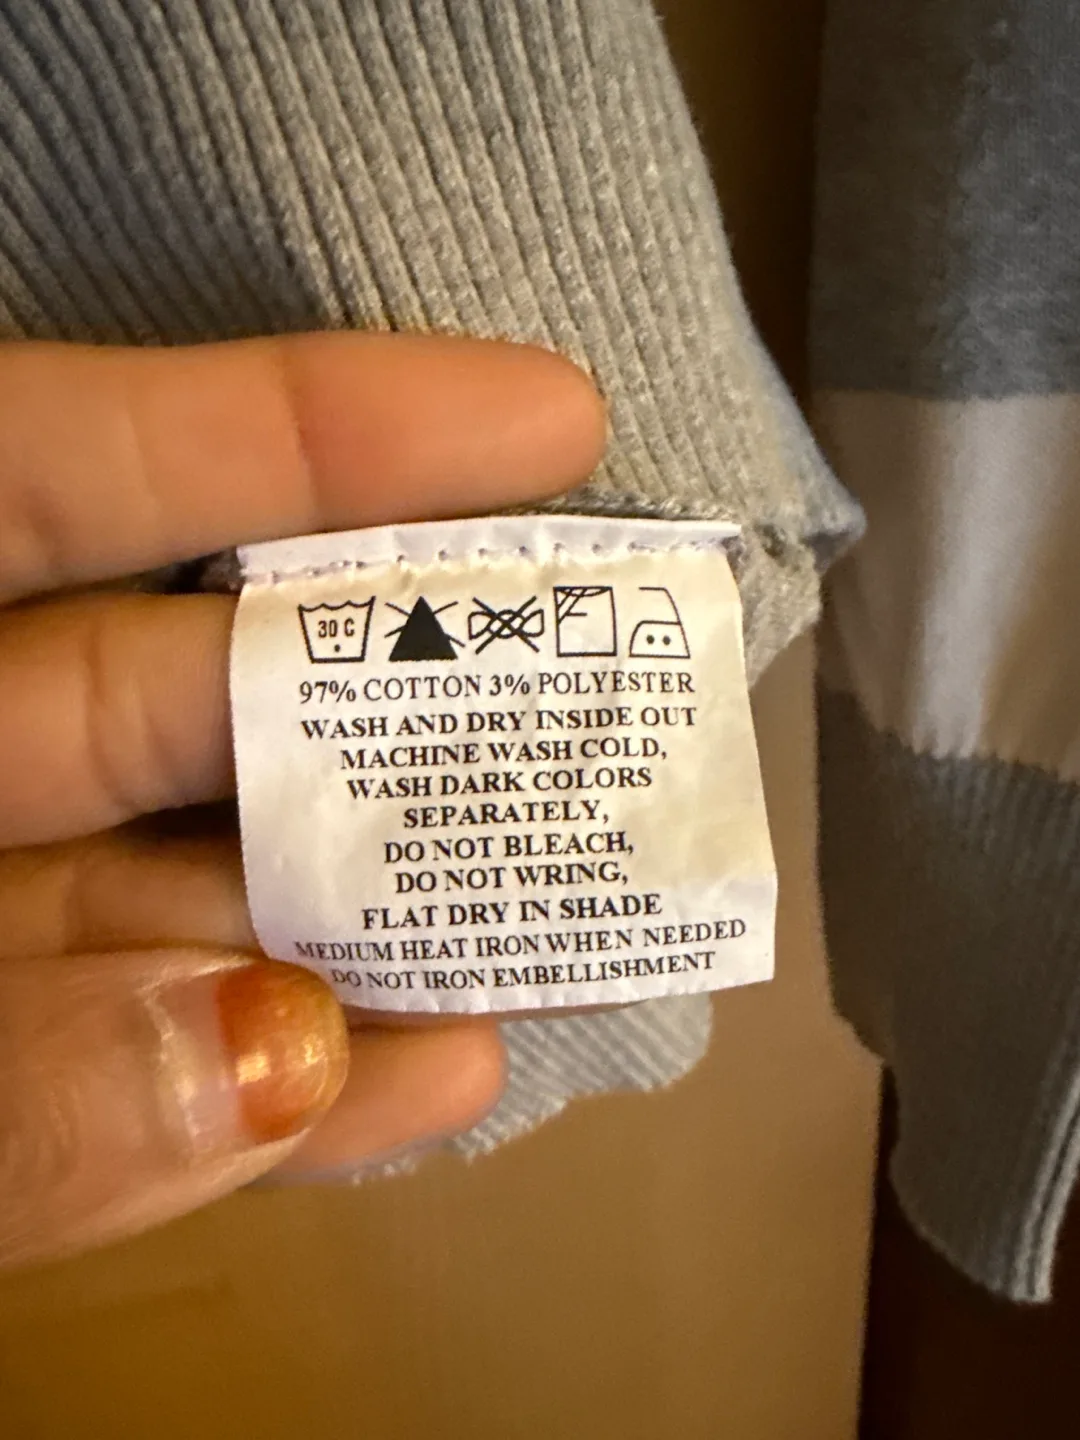 30 C
97% COTTON 3% POLYESTER
WASH AND DRY INSIDE OUT
MACHINE WASH COLD,
WASH DARK COLORS
SEPARATELY,
DO NOT BLEACH,
DO NOT WRING,
FLAT DRY IN SHADE
MEDIUM HEAT IRON WHEN NEEDED
DO NOT IRON EMBELLISHMENT